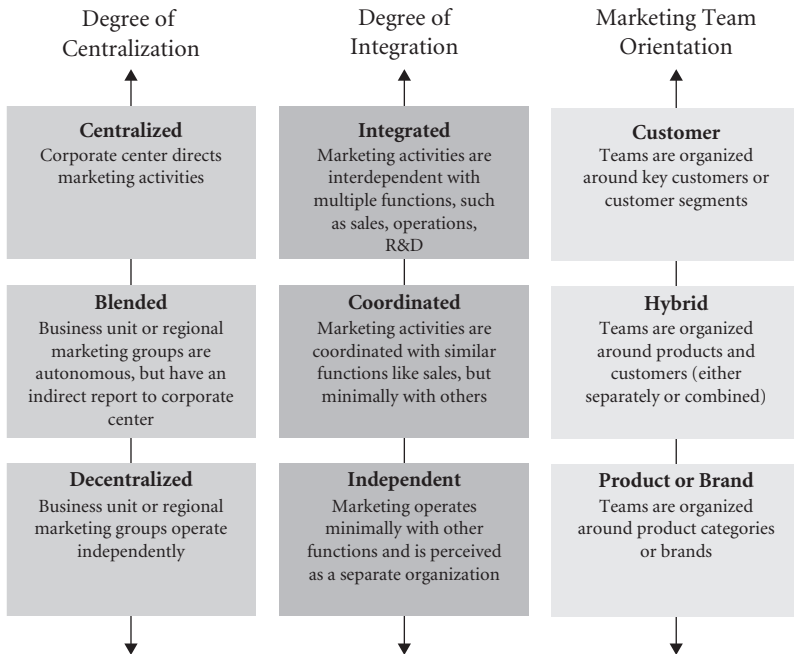 Degree of
Centralization
Centralized
Corporate center directs
marketing activities
Blended
Business unit or regional
marketing groups are
autonomous, but have an
indirect report to corporate
center
Decentralized
Business unit or regional
marketing groups operate
independently
Degree of
Integration
Integrated
Marketing activities are
interdependent with
multiple functions, such
as sales, operations,
R&D
Coordinated
Marketing activities are
coordinated with similar
functions like sales, but
minimally with others
Independent
Marketing operates
minimally with other
functions and is perceived
as a separate organization
Marketing Team
Orientation
Customer
Teams are organized
around key customers or
customer segments
Hybrid
Teams are organized
around products and
customers (either
separately or combined)
Product or Brand
Teams are organized
around product categories
or brands